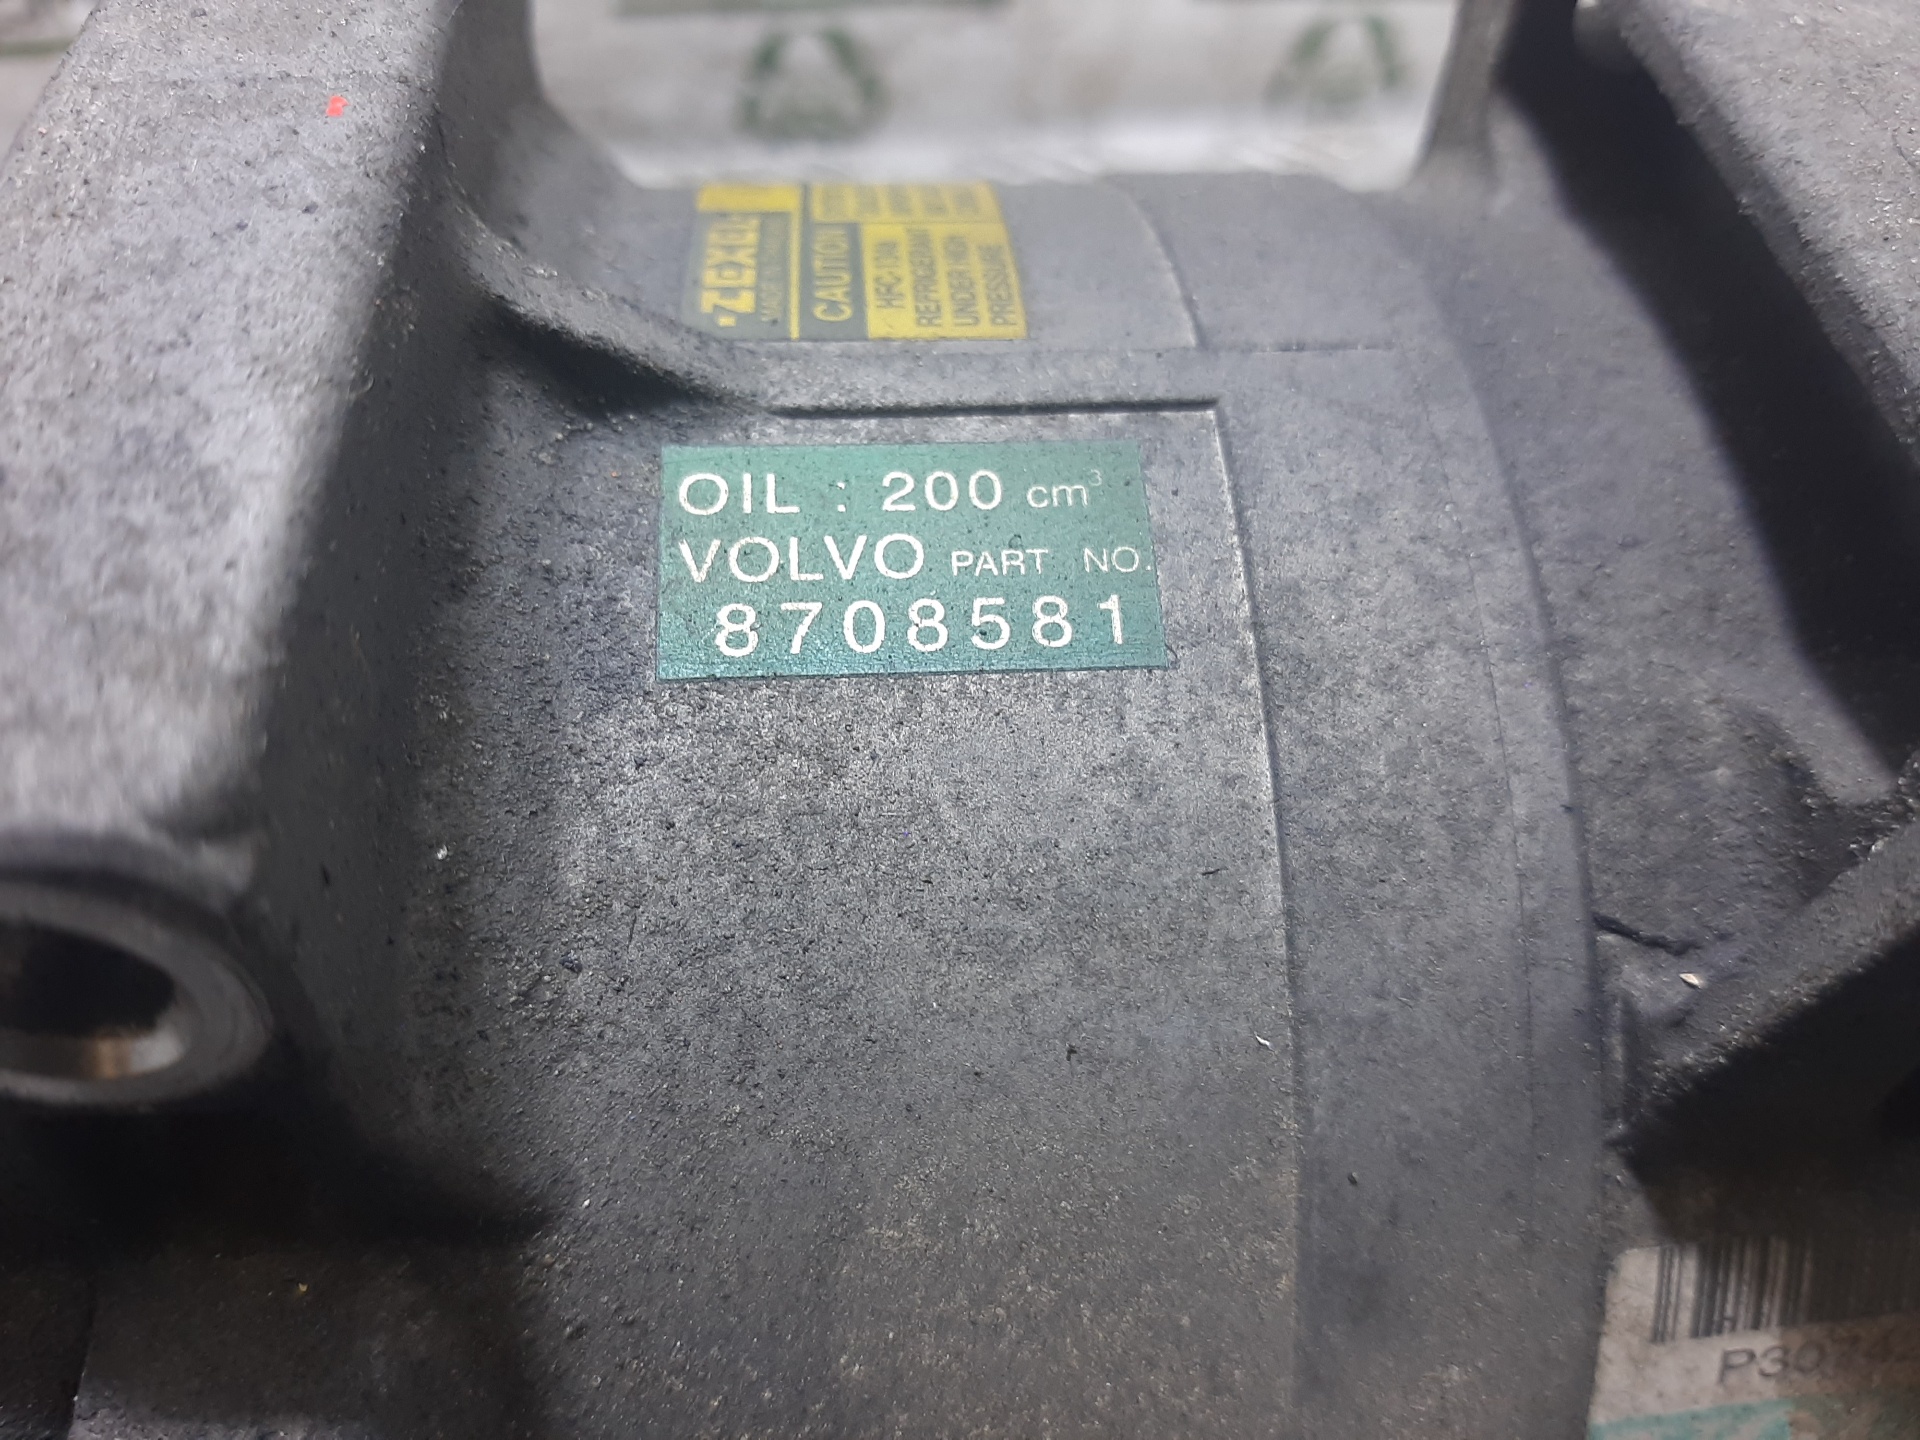 ZEXEL
CAUTION
HFC-134A
REFRIGERANT
UNDER HIGH
PRESSURE
OIL : 200 cm³
VOLVO PART NO.
8708581